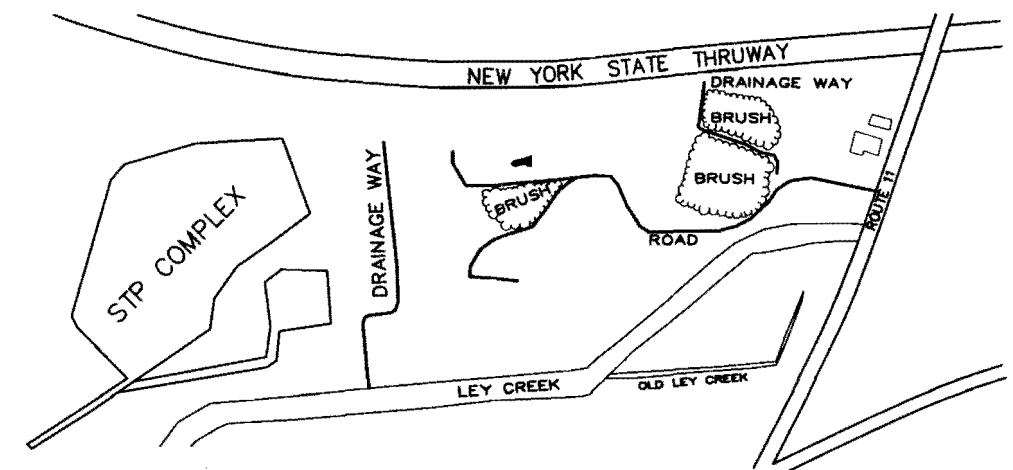 NEW YORK STATE THRUWAY
DRAINAGE WAY
BRUSH
BRUSH
BRUSH
DRAINAGE WAY
STP COMPLEX
ROUTE 11
ROAD
LEY CREEK
OLD LEY CREEK